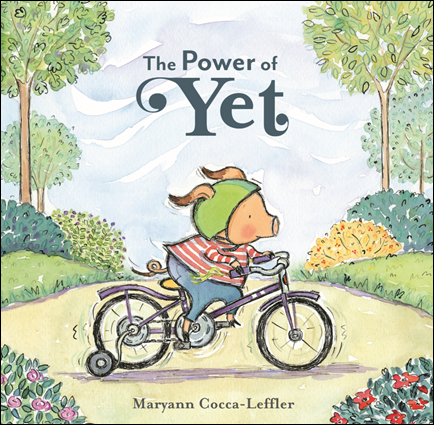 The Power of
Yet
Maryann Cocca-Leffler